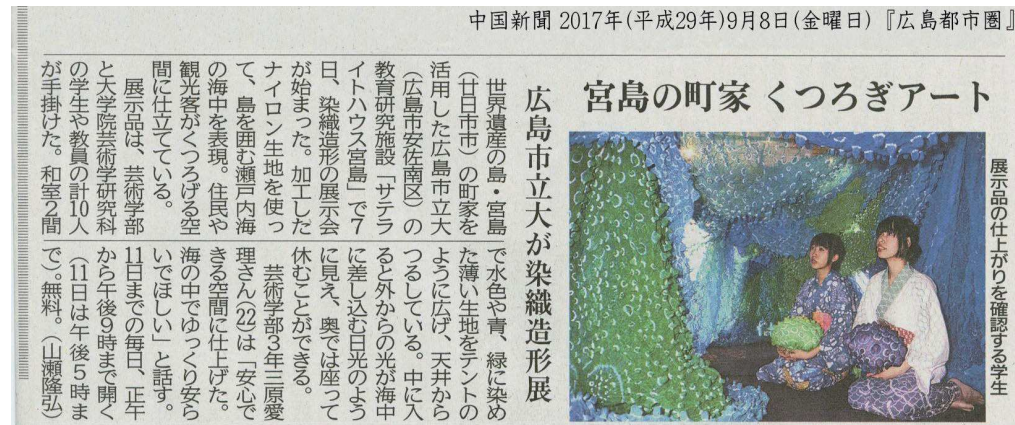 中国新聞 2017年(平成29年)9月8日(金曜日)『広島都市圏』
宮島の町家 くつろぎアート
広島市立大が染織造形展
世界遺産の島・宮島
(廿日市市)の町家を
活用した広島市立大
(広島市安佐南区)の
教育研究施設「サテラ
イトハウス宮島」で7
日、染織造形の展示会
が始まった。加工した
ナイロン生地を使っ
て、島を囲む瀬戸内海
の海中を表現。住民や
観光客がくつろげる空
間に仕立てている。
展示品は、芸術学部
と大学院芸術学研究科
の学生や教員の計10人
が手掛けた。和室2間
で水色や青、緑に染め
た薄い生地をテントの
ように広げ、天井から
つるしている。中に入
ると外からの光が海中
に差し込む日光のよう
に見え、奥では座って
休むことができる。
芸術学部3年三原愛
理さん(22)は「安心で
きる空間に仕上げた。
海の中でゆっくり安ら
いでほしい」と話す。
11日までの毎日、正午
から午後9時まで開く
(11日は午後5時ま
で)。無料。(山瀬隆弘)
展示品の仕上がりを確認する学生